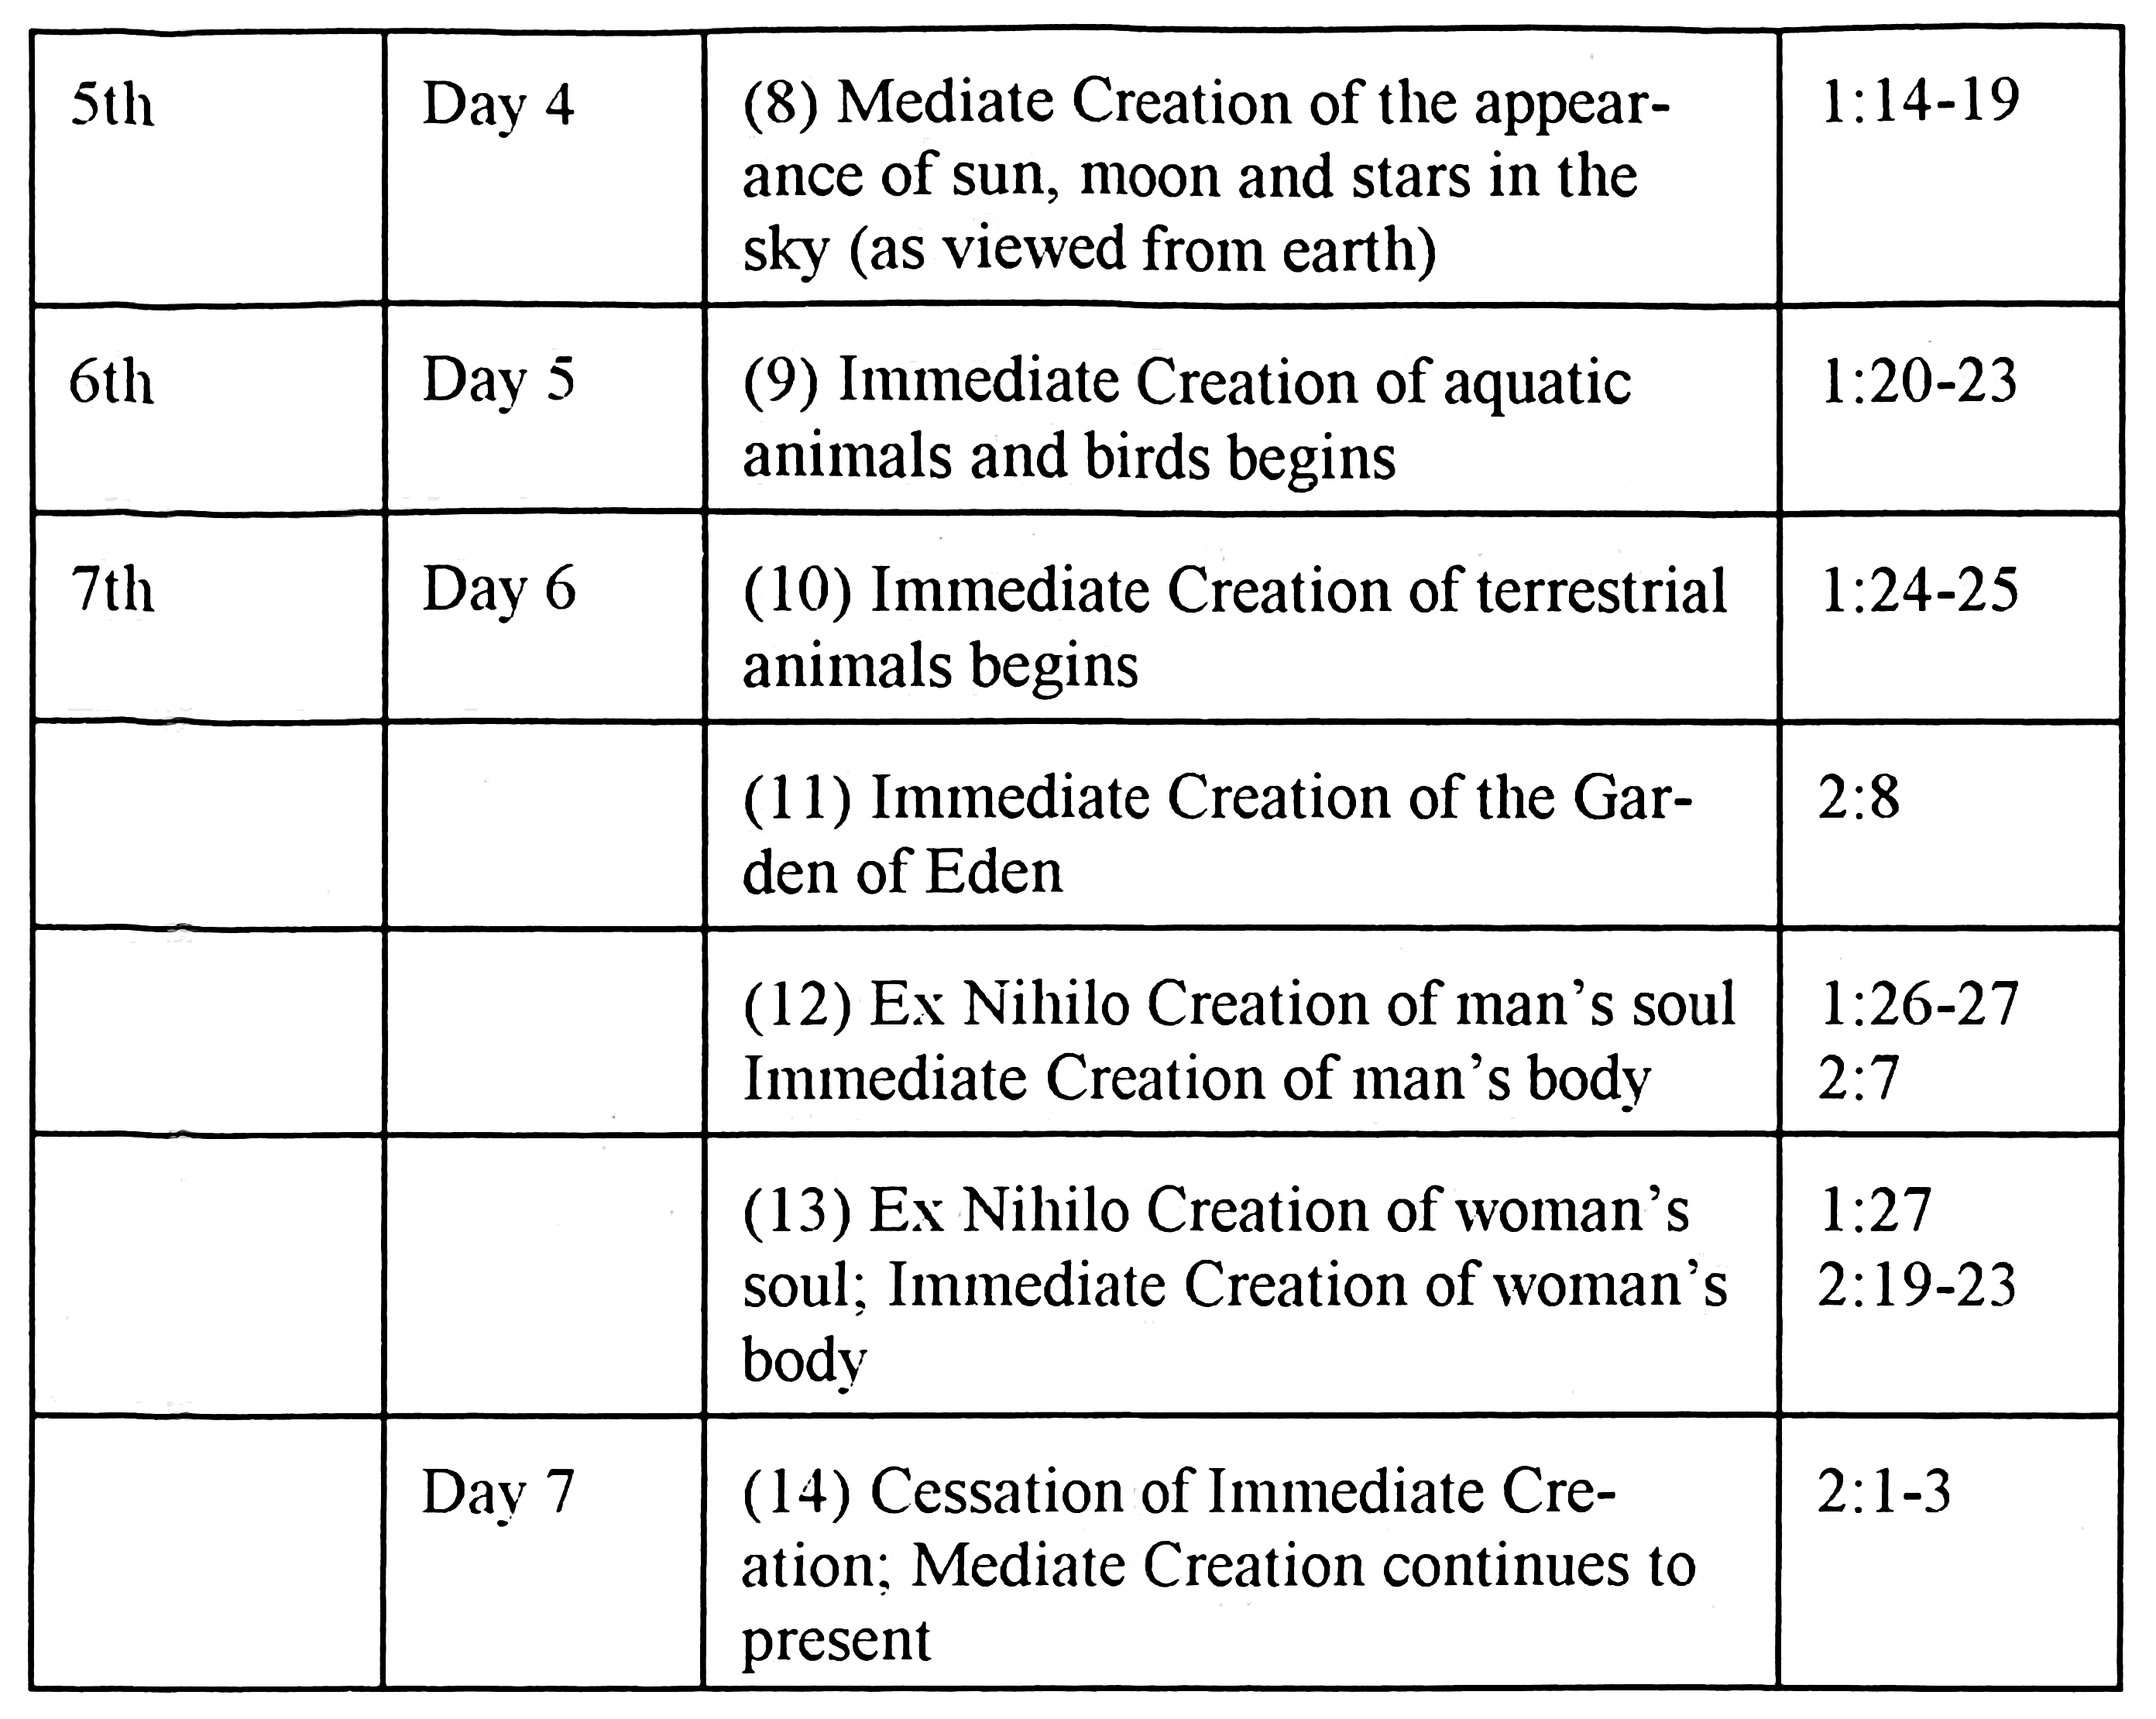 5th Day 4 (8) Mediate Creation of the appear- 1:14-19
ance of sun, moon and stars in the
sky (as viewed from earth)
6th Day 5 (9) Immediate Creation of aquatic 1:20-23
animals and birds begins
7th Day 6 (10) Immediate Creation of terrestrial 1:24-25
animals begins
(11) Immediate Creation of the Gar- 2:8
den of Eden
(12) Ex Nihilo Creation of man's soul 1:26-27
Immediate Creation of man's body 2:7
(13) Ex Nihilo Creation of woman's 1:27
soul; Immediate Creation of woman's 2:19-23
body
Day 7 (14) Cessation of Immediate Cre- 2:1-3
ation; Mediate Creation continues to
present